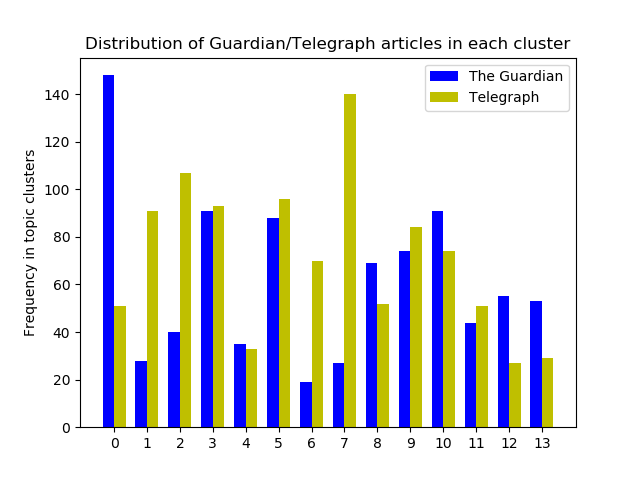 Distribution of Guardian/Telegraph articles in each cluster
The Guardian
Telegraph
Frequency in topic clusters
140
120
100
80
60
40
20
0
0 1 2 3 4 5 6 7 8 9 10 11 12 13